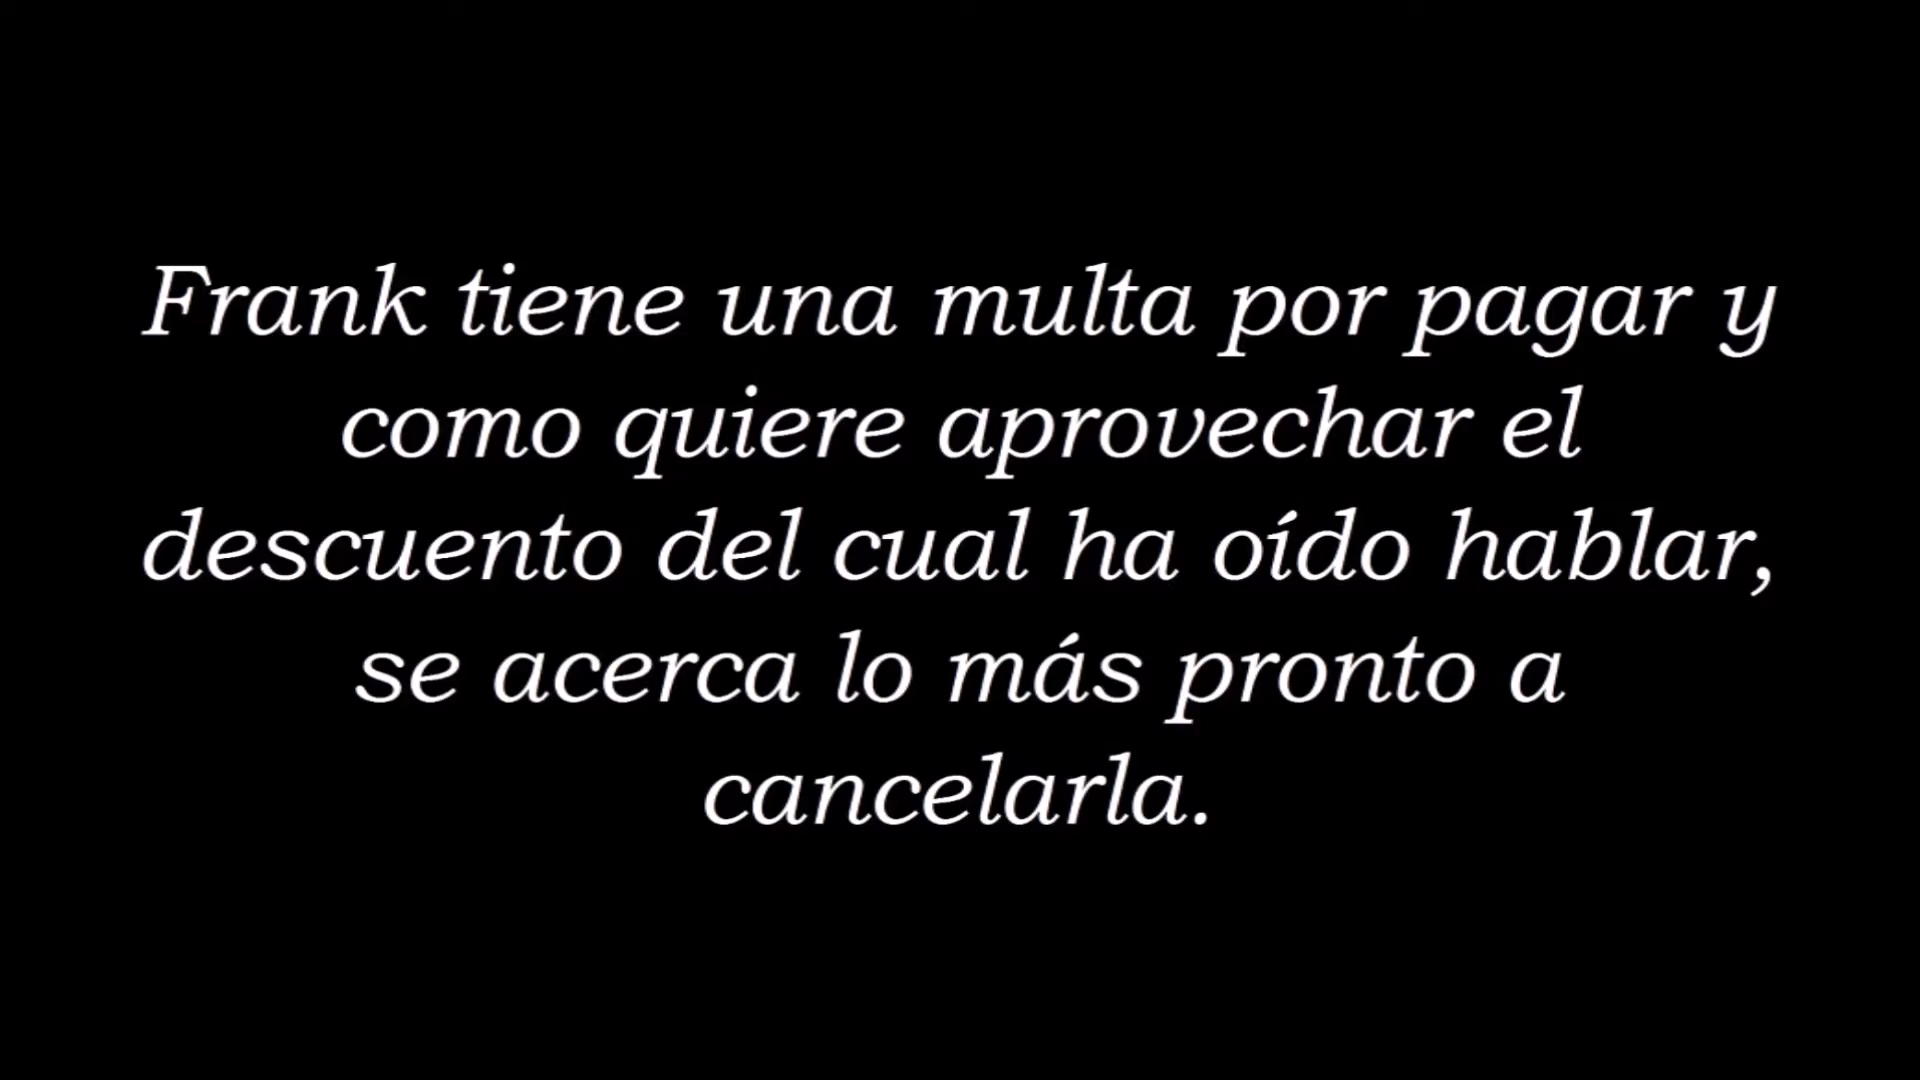 Frank tiene una multa por pagar y
como quiere aprovechar el
descuento del cual ha oído hablar,
se acerca lo más pronto a
cancelarla.